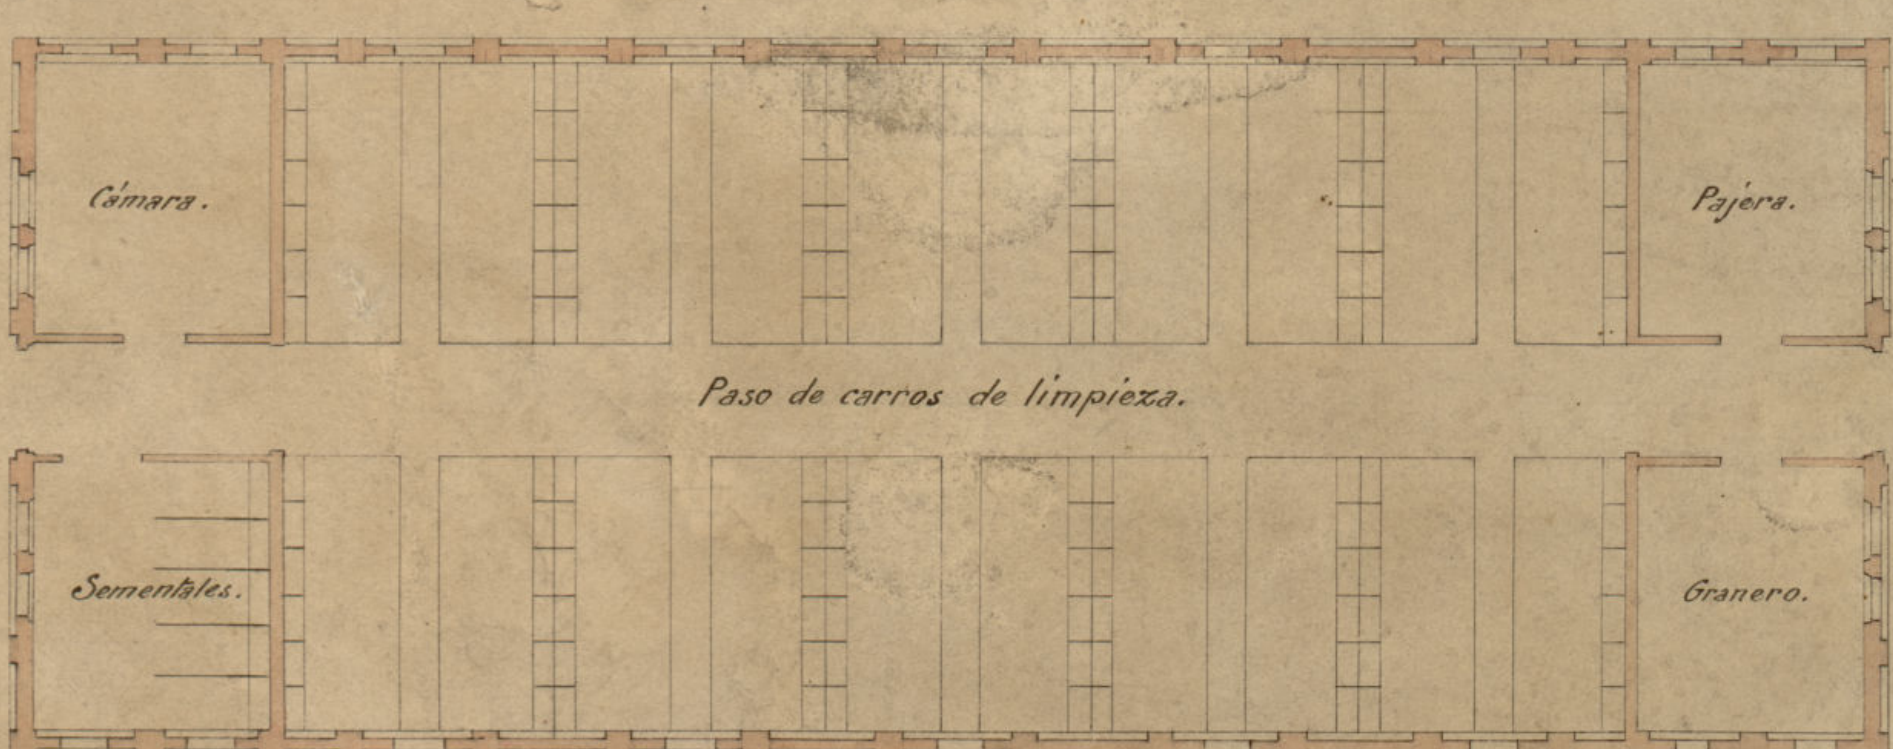 Cámara.
Pajera.
Paso de carros de limpieza.
Sementales.
Granero.